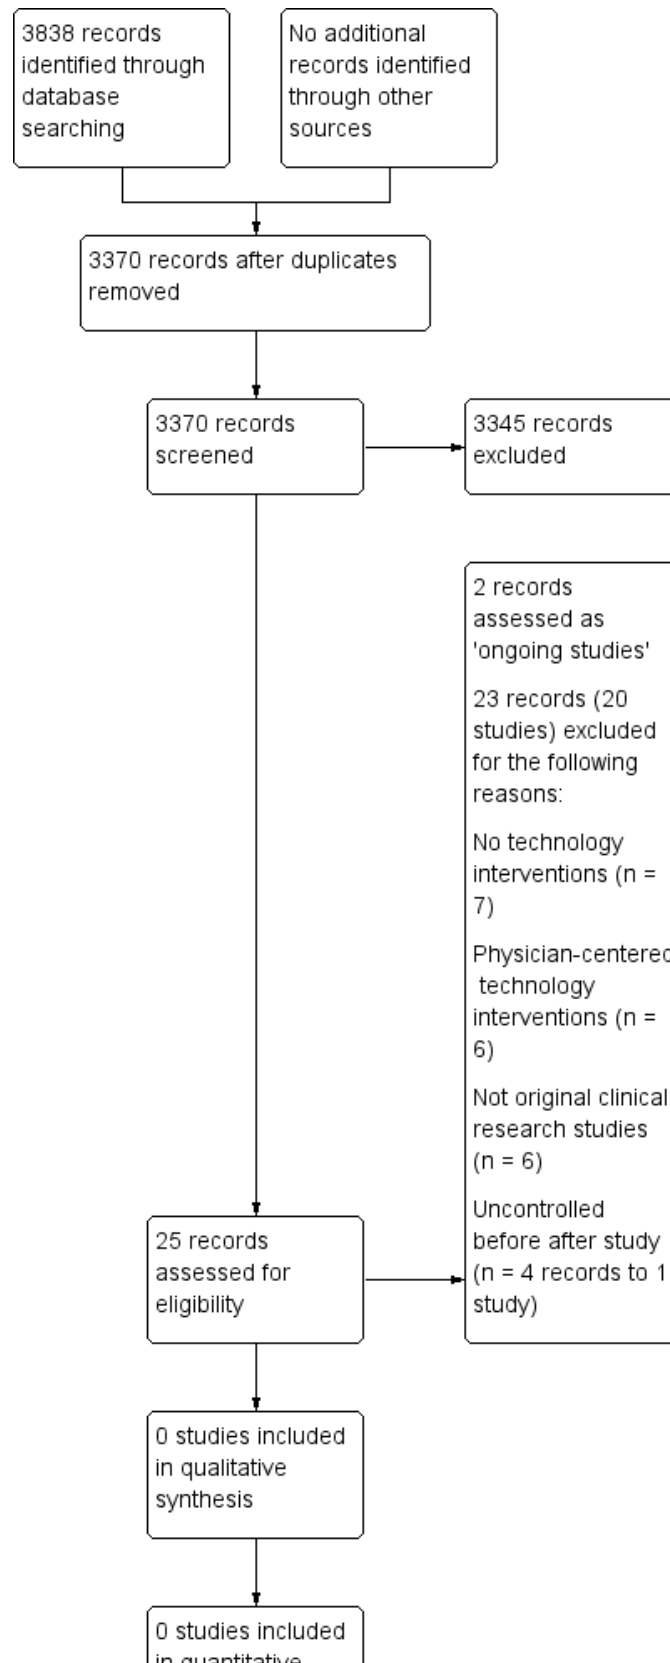 3838 records
identified through
database
searching
No additional
records identified
through other
sources
3370 records after duplicates
removed
3370 records
screened
3345 records
excluded
2 records
assessed as
'ongoing studies'
23 records (20
studies) excluded
for the following
reasons:
No technology
interventions (n =
7)
Physician-centered
technology
interventions (n =
6)
Not original clinical
research studies
(n = 6)
Uncontrolled
before after study
(n = 4 records to 1
study)
25 records
assessed for
eligibility
0 studies included
in qualitative
synthesis
0 studies included
in quantitative